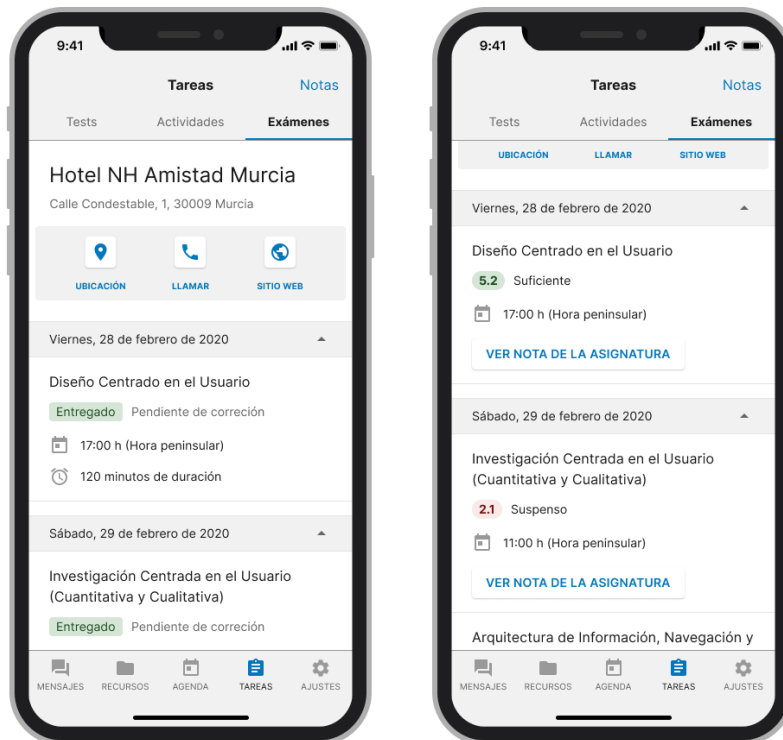 9:41
Tareas
Notas
Tests
Actividades
Exámenes
Hotel NH Amistad Murcia
Calle Condestable, 1, 30009 Murcia
UBICACIÓN
LLAMAR
SITIO WEB
Viernes, 28 de febrero de 2020
Diseño Centrado en el Usuario
Entregado Pendiente de correción
17:00 h (Hora peninsular)
120 minutos de duración
Sábado, 29 de febrero de 2020
Investigación Centrada en el Usuario
(Cuantitativa y Cualitativa)
Entregado Pendiente de correción
MENSAJES
RECURSOS
AGENDA
TAREAS
AJUSTES
9:41
Tareas
Notas
Tests
Actividades
Exámenes
UBICACIÓN
LLAMAR
SITIO WEB
Viernes, 28 de febrero de 2020
Diseño Centrado en el Usuario
5.2 Suficiente
17:00 h (Hora peninsular)
VER NOTA DE LA ASIGNATURA
Sábado, 29 de febrero de 2020
Investigación Centrada en el Usuario
(Cuantitativa y Cualitativa)
2.1 Suspenso
11:00 h (Hora peninsular)
VER NOTA DE LA ASIGNATURA
Arquitectura de Información, Navegación y
MENSAJES
RECURSOS
AGENDA
TAREAS
AJUSTES